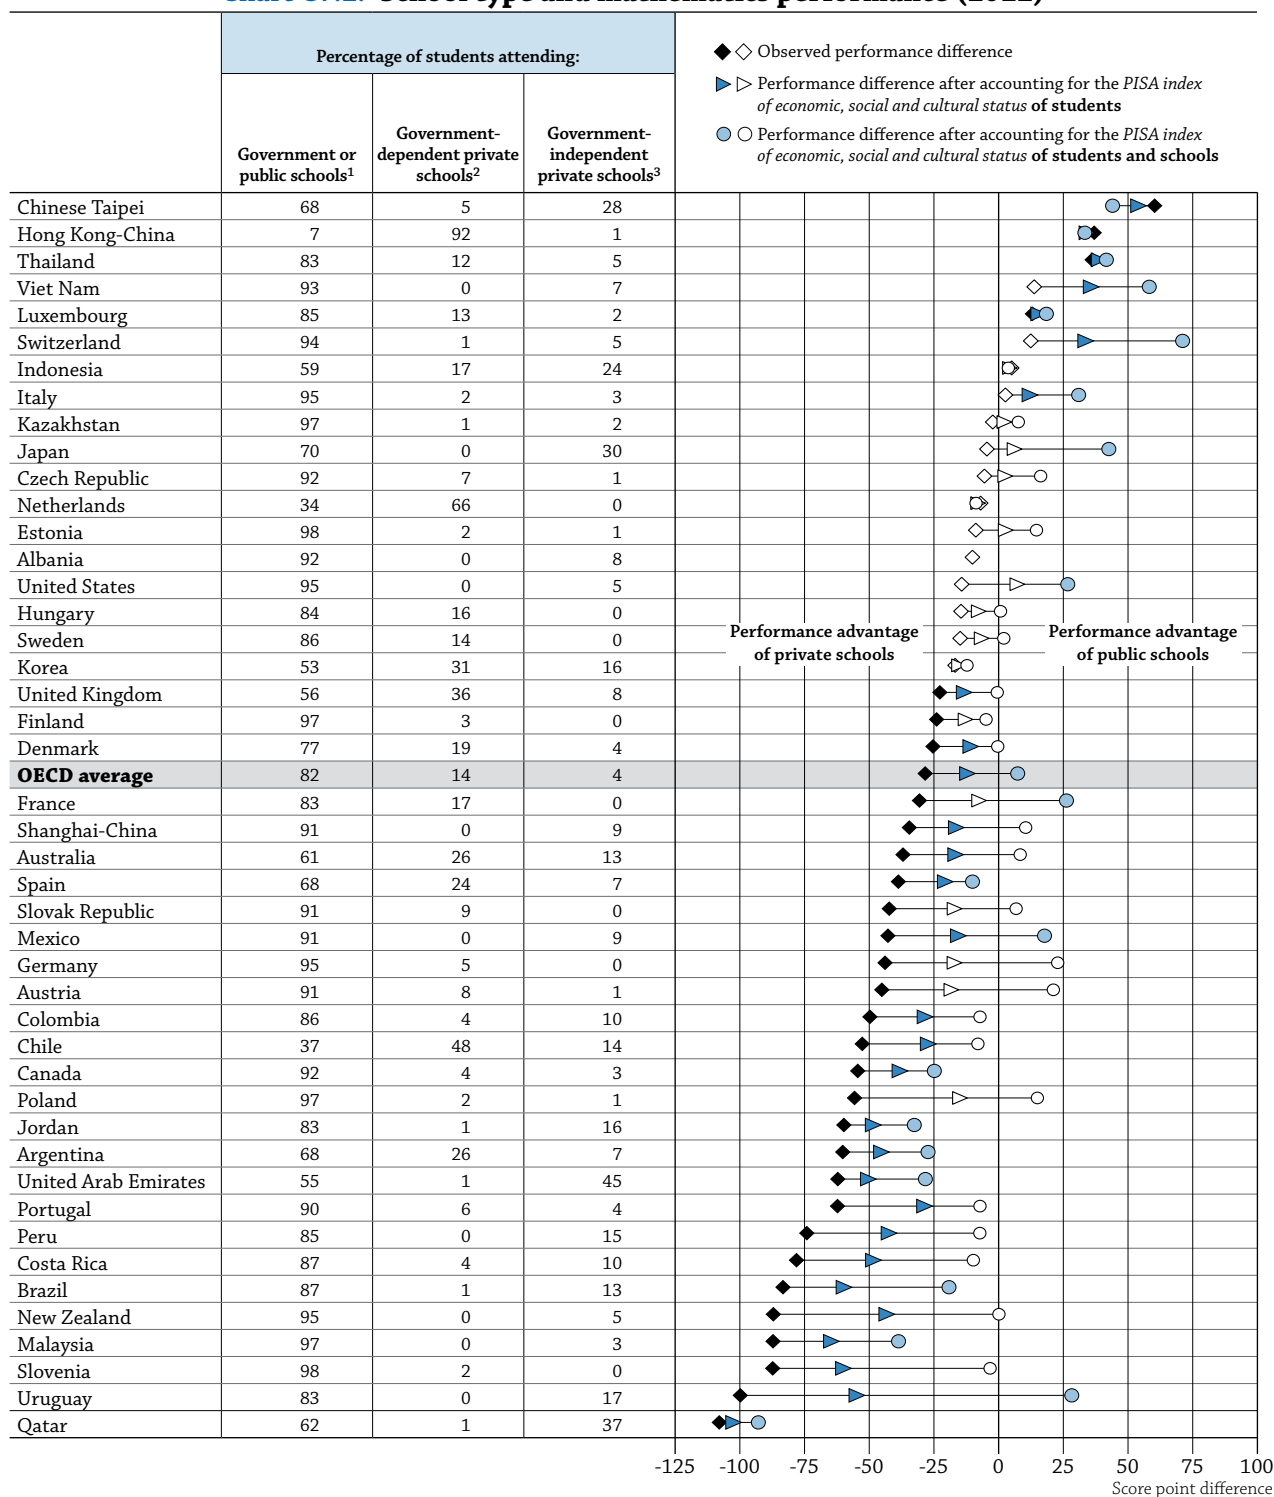 Percentage of students attending:
Government or
public schools1
Government-
dependent private
schools2
Government-
independent
private schools3
Observed performance difference
Performance difference after accounting for the PISA index
of economic, social and cultural status of students
Performance difference after accounting for the PISA index
of economic, social and cultural status of students and schools
Chinese Taipei 68 5 28
Hong Kong-China 7 92 1
Thailand 83 12 5
Viet Nam 93 0 7
Luxembourg 85 13 2
Switzerland 94 1 5
Indonesia 59 17 24
Italy 95 2 3
Kazakhstan 97 1 2
Japan 70 0 30
Czech Republic 92 7 1
Netherlands 34 66 0
Estonia 98 2 1
Albania 92 0 8
United States 95 0 5
Hungary 84 16 0
Sweden 86 14 0
Performance advantage
of private schools
Performance advantage
of public schools
Korea 53 31 16
United Kingdom 56 36 8
Finland 97 3 0
Denmark 77 19 4
OECD average 82 14 4
France 83 17 0
Shanghai-China 91 0 9
Australia 61 26 13
Spain 68 24 7
Slovak Republic 91 9 0
Mexico 91 0 9
Germany 95 5 0
Austria 91 8 1
Colombia 86 4 10
Chile 37 48 14
Canada 92 4 3
Poland 97 2 1
Jordan 83 1 16
Argentina 68 26 7
United Arab Emirates 55 1 45
Portugal 90 6 4
Peru 85 0 15
Costa Rica 87 4 10
Brazil 87 1 13
New Zealand 95 0 5
Malaysia 97 0 3
Slovenia 98 2 0
Uruguay 83 0 17
Qatar 62 1 37
-125 -100 -75 -50 -25 0 25 50 75 100
Score point difference